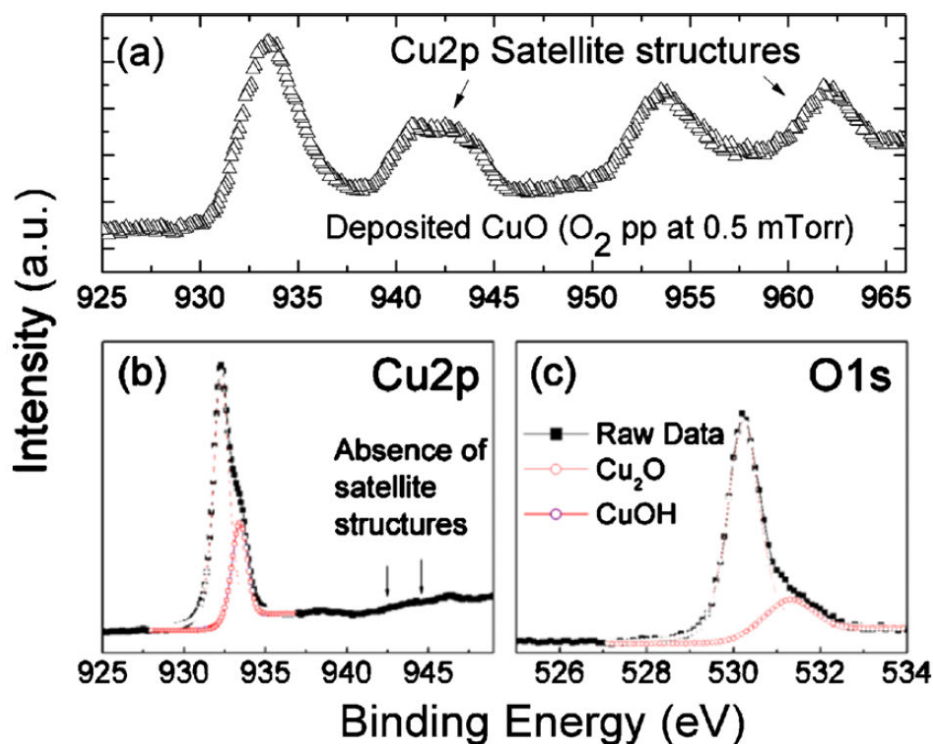 (a)
Cu2p Satellite structures
Deposited CuO (O₂ pp at 0.5 mTorr)
925 930 935 940 945 950 955 960 965
Intensity (a.u.)
(b) Cu2p
Absence of
satellite
structures
925 930 935 940 945
(c) O1s
Raw Data
Cu₂O
CuOH
526 528 530 532 534
Binding Energy (eV)